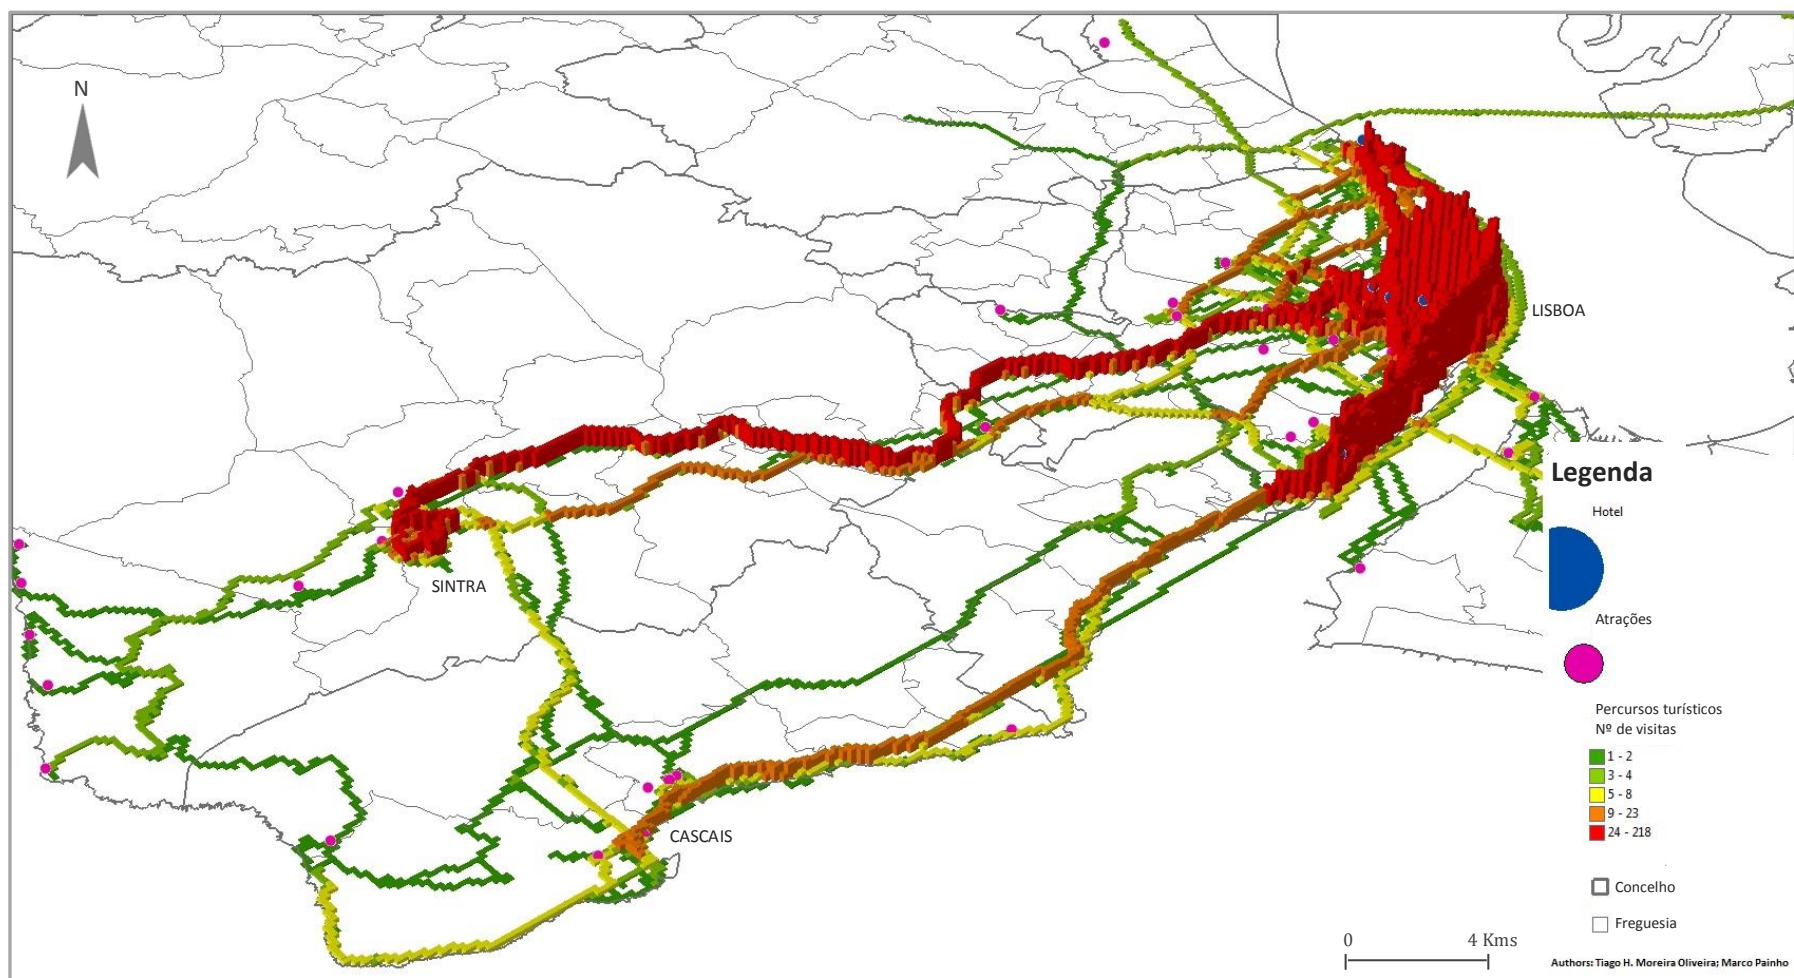 N
LISBOA
SINTRA
CASCAIS
Legenda
Hotel
Atrações
Percursos turísticos
Nº de visitas
1 - 2
3 - 4
5 - 8
9 - 23
24 - 218
Concelho
Freguesia
0 4 Kms
Authors: Tiago H. Moreira Oliveira; Marco Painho